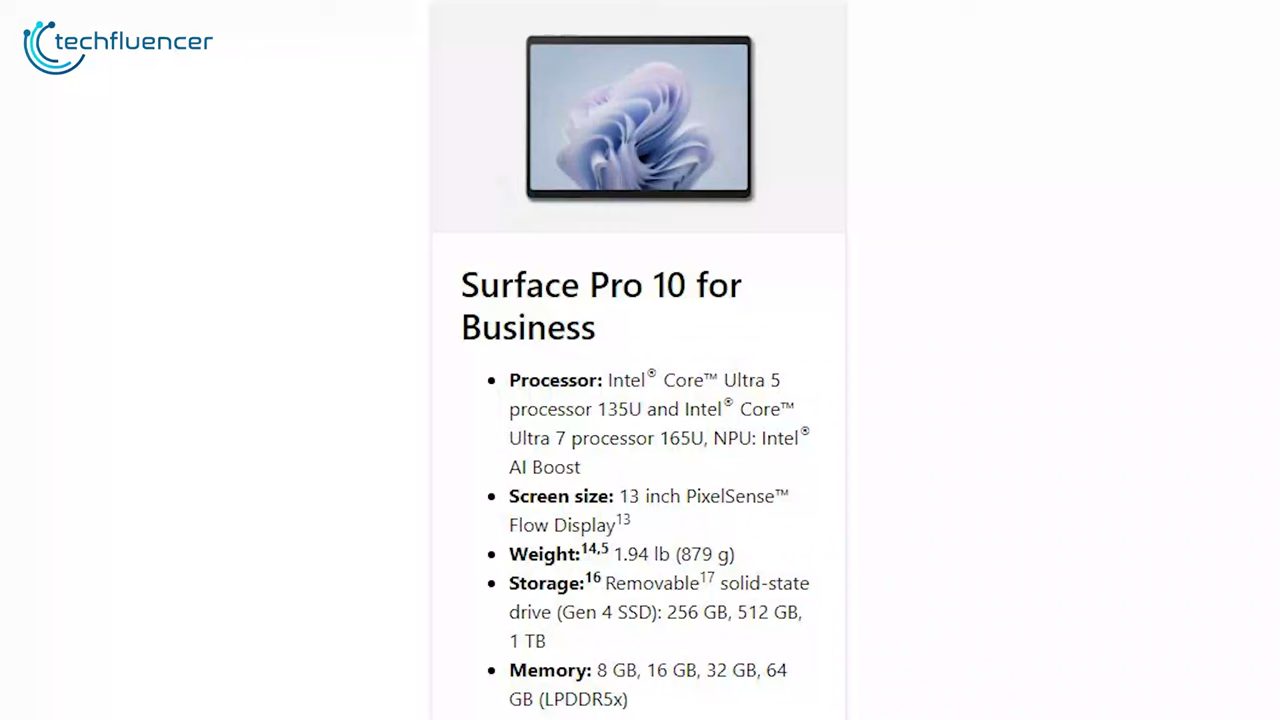 techfluencer
Surface Pro 10 for
Business
• Processor: Intel® Core™ Ultra 5
processor 135U and Intel® Core™
Ultra 7 processor 165U, NPU: Intel®
AI Boost
• Screen size: 13 inch PixelSense™
Flow Display13
• Weight:14,5 1.94 lb (879 g)
• Storage:16 Removable17 solid-state
drive (Gen 4 SSD): 256 GB, 512 GB,
1 TB
• Memory: 8 GB, 16 GB, 32 GB, 64
GB (LPDDR5x)